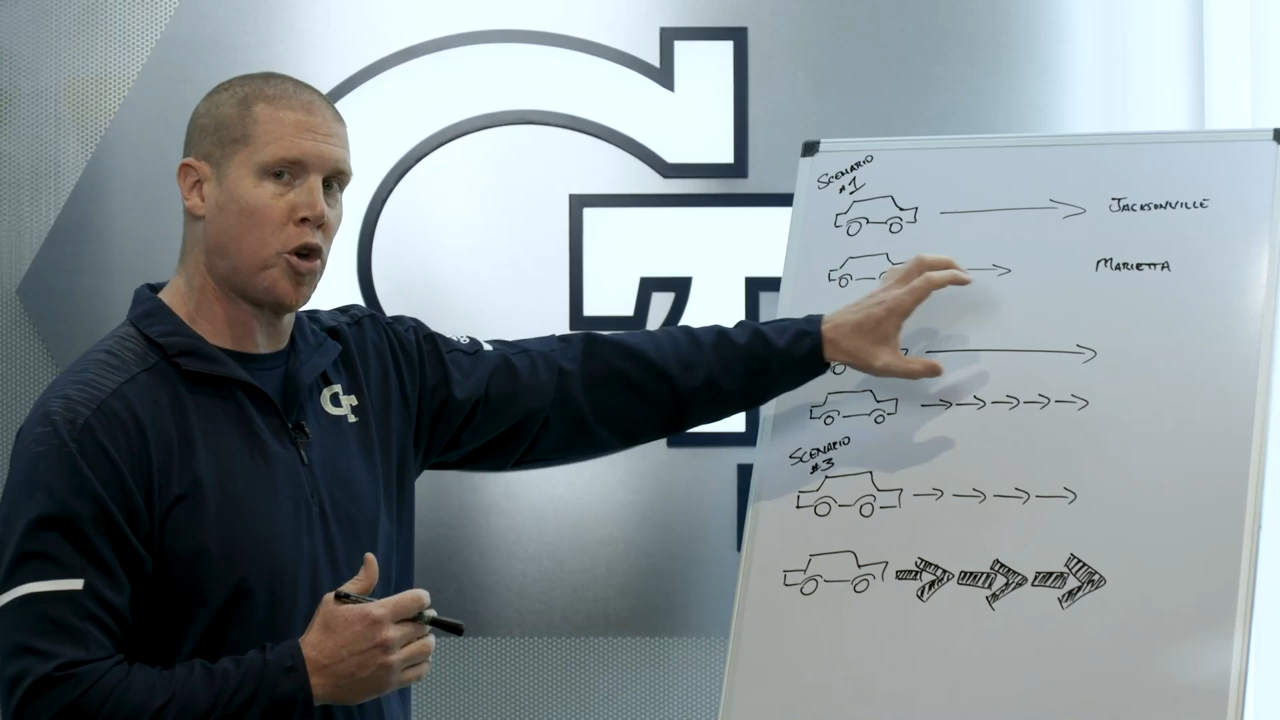 GT
GT
SCENARIO
#1
JACKSONVILLE
MARIETTA
SCENARIO
#3